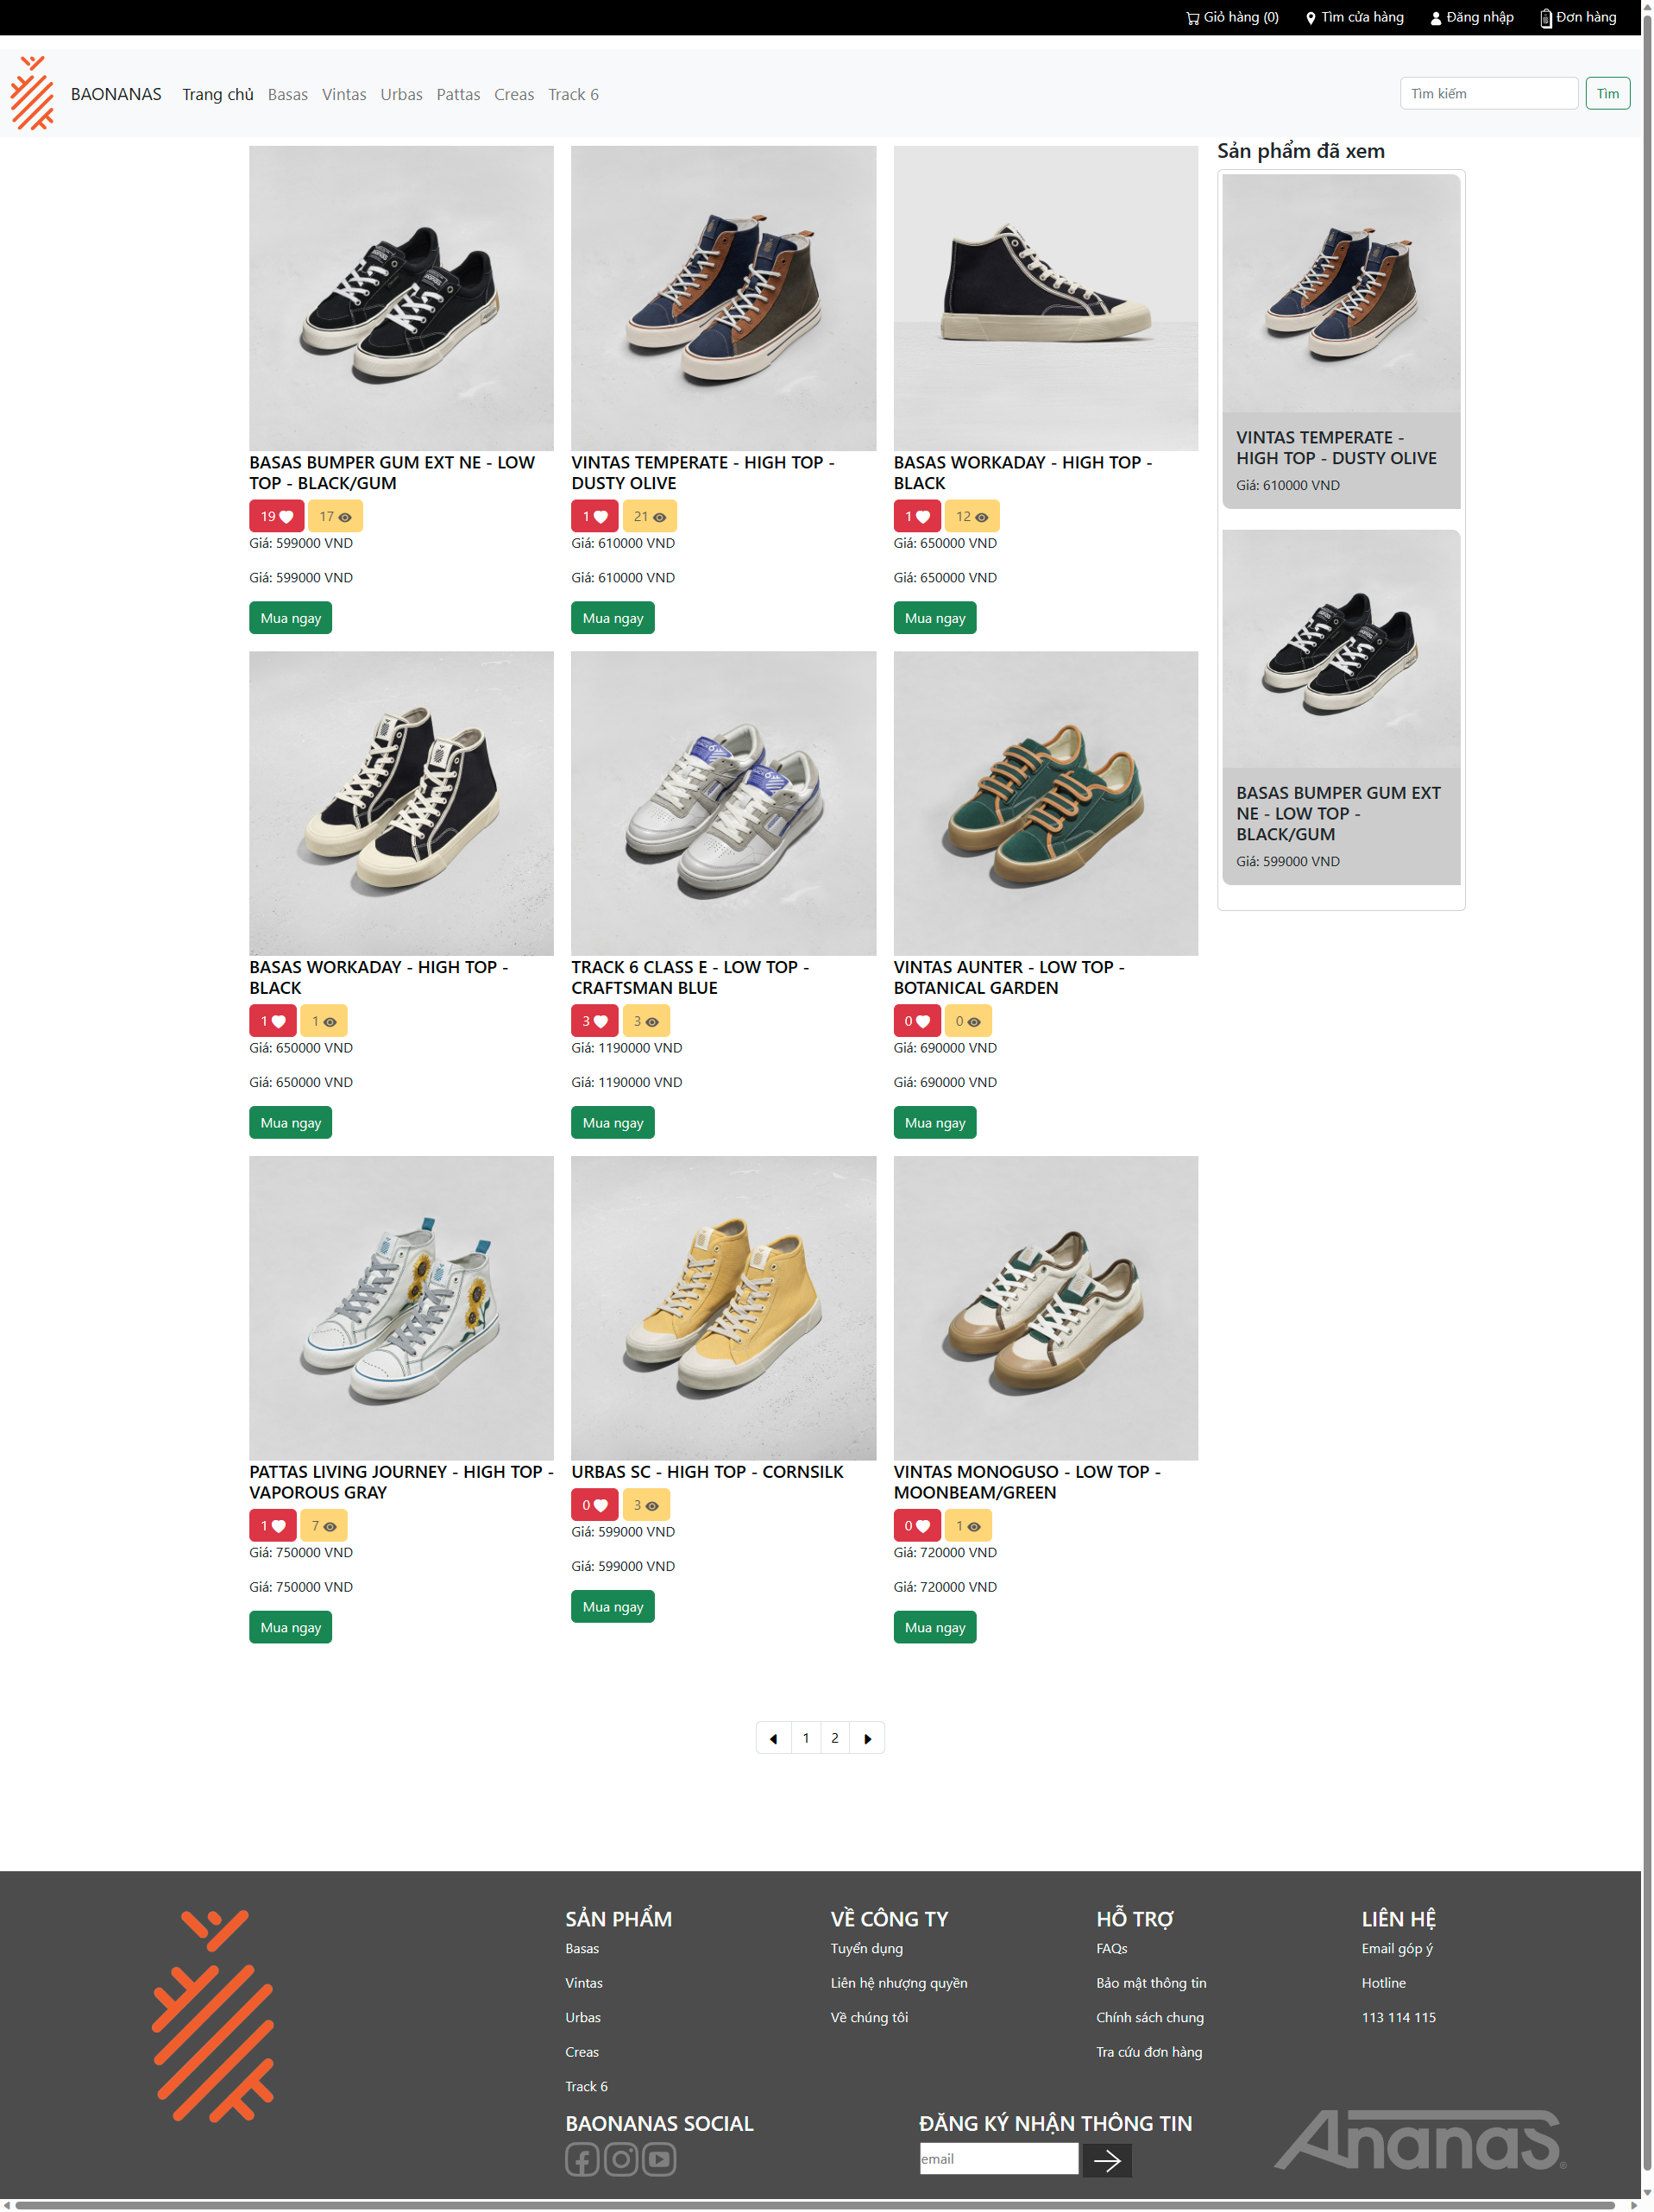 Giỏ hàng (0) Tìm cửa hàng Đăng nhập Đơn hàng
BAONANAS Trang chủ Basas Vintas Urbas Pattas Creas Track 6 Tìm kiếm Tìm
BASAS BUMPER GUM EXT NE - LOW
TOP - BLACK/GUM
19 17
Giá: 599000 VND
Giá: 599000 VND
Mua ngay
VINTAS TEMPERATE - HIGH TOP -
DUSTY OLIVE
1 21
Giá: 610000 VND
Giá: 610000 VND
Mua ngay
BASAS WORKADAY - HIGH TOP -
BLACK
1 12
Giá: 650000 VND
Giá: 650000 VND
Mua ngay
BASAS WORKADAY - HIGH TOP -
BLACK
1 1
Giá: 650000 VND
Giá: 650000 VND
Mua ngay
TRACK 6 CLASS E - LOW TOP -
CRAFTSMAN BLUE
3 3
Giá: 1190000 VND
Giá: 1190000 VND
Mua ngay
VINTAS AUNTER - LOW TOP -
BOTANICAL GARDEN
0 0
Giá: 690000 VND
Giá: 690000 VND
Mua ngay
PATTAS LIVING JOURNEY - HIGH TOP -
VAPOROUS GRAY
1 7
Giá: 750000 VND
Giá: 750000 VND
Mua ngay
URBAS SC - HIGH TOP - CORNSILK
0 3
Giá: 599000 VND
Giá: 599000 VND
Mua ngay
VINTAS MONOGUSO - LOW TOP -
MOONBEAM/GREEN
0 1
Giá: 720000 VND
Giá: 720000 VND
Mua ngay
Sản phẩm đã xem
VINTAS TEMPERATE -
HIGH TOP - DUSTY OLIVE
Giá: 610000 VND
BASAS BUMPER GUM EXT
NE - LOW TOP -
BLACK/GUM
Giá: 599000 VND
1 2
SẢN PHẨM
Basas
Vintas
Urbas
Creas
Track 6
VỀ CÔNG TY
Tuyển dụng
Liên hệ nhượng quyền
Về chúng tôi
HỖ TRỢ
FAQs
Bảo mật thông tin
Chính sách chung
Tra cứu đơn hàng
LIÊN HỆ
Email góp ý
Hotline
113 114 115
BAONANAS SOCIAL
ĐĂNG KÝ NHẬN THÔNG TIN
email
Ananas